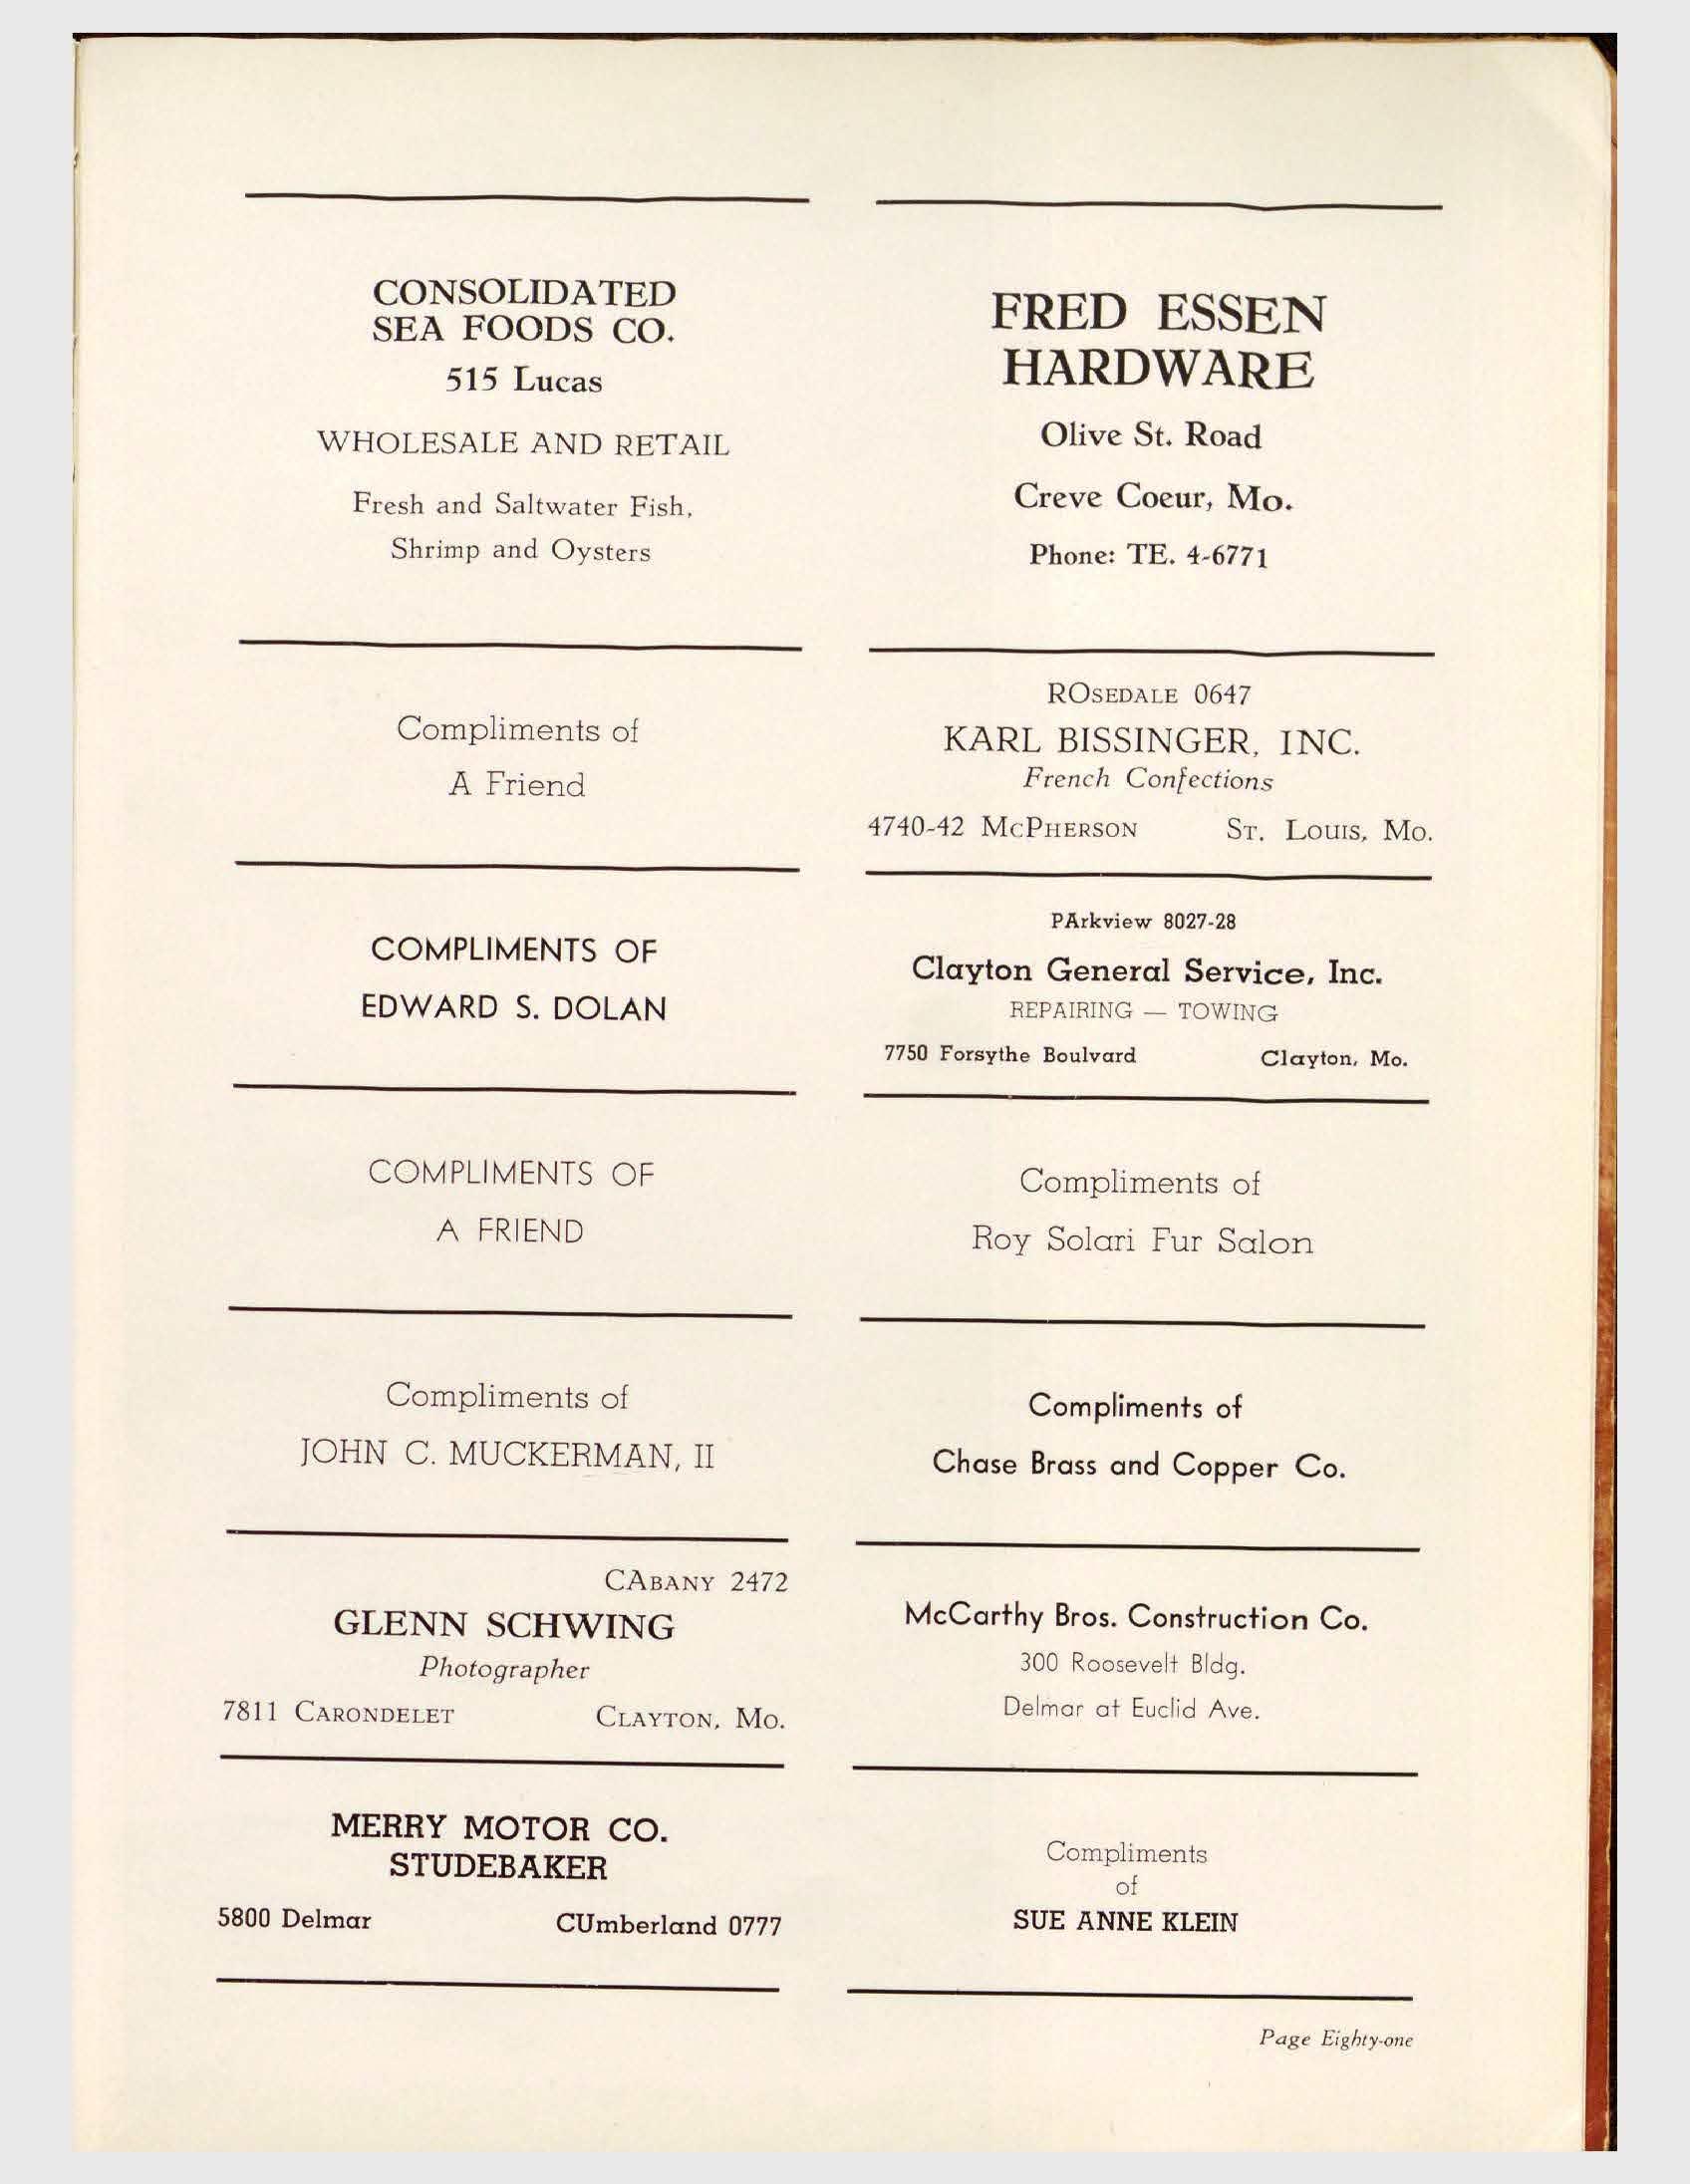 CONSOLIDATED
SEA FOODS CO.
515 Lucas
WHOLESALE AND RETAIL
Fresh and Saltwater Fish,
Shrimp and Oysters
Compliments of
A Friend
COMPLIMENTS OF
EDWARD S. DOLAN
COMPLIMENTS OF
A FRIEND
Compliments of
JOHN C. MUCKERMAN, II
CABANY 2472
GLENN SCHWING
Photographer
7811 CARONDELET CLAYTON, MO.
MERRY MOTOR CO.
STUDEBAKER
5800 Delmar CUmberland 0777
FRED ESSEN
HARDWARE
Olive St. Road
Creve Coeur, Mo.
Phone: TE. 4-6771
ROSEDALE 0647
KARL BISSINGER, INC.
French Confections
4740-42 MCPHERSON ST. LOUIS, MO.
PArkview 8027-28
Clayton General Service, Inc.
REPAIRING — TOWING
7750 Forsythe Boulvard Clayton, Mo.
Compliments of
Roy Solari Fur Salon
Compliments of
Chase Brass and Copper Co.
McCarthy Bros. Construction Co.
300 Roosevelt Bldg.
Delmar at Euclid Ave.
Compliments
of
SUE ANNE KLEIN
Page Eighty-one